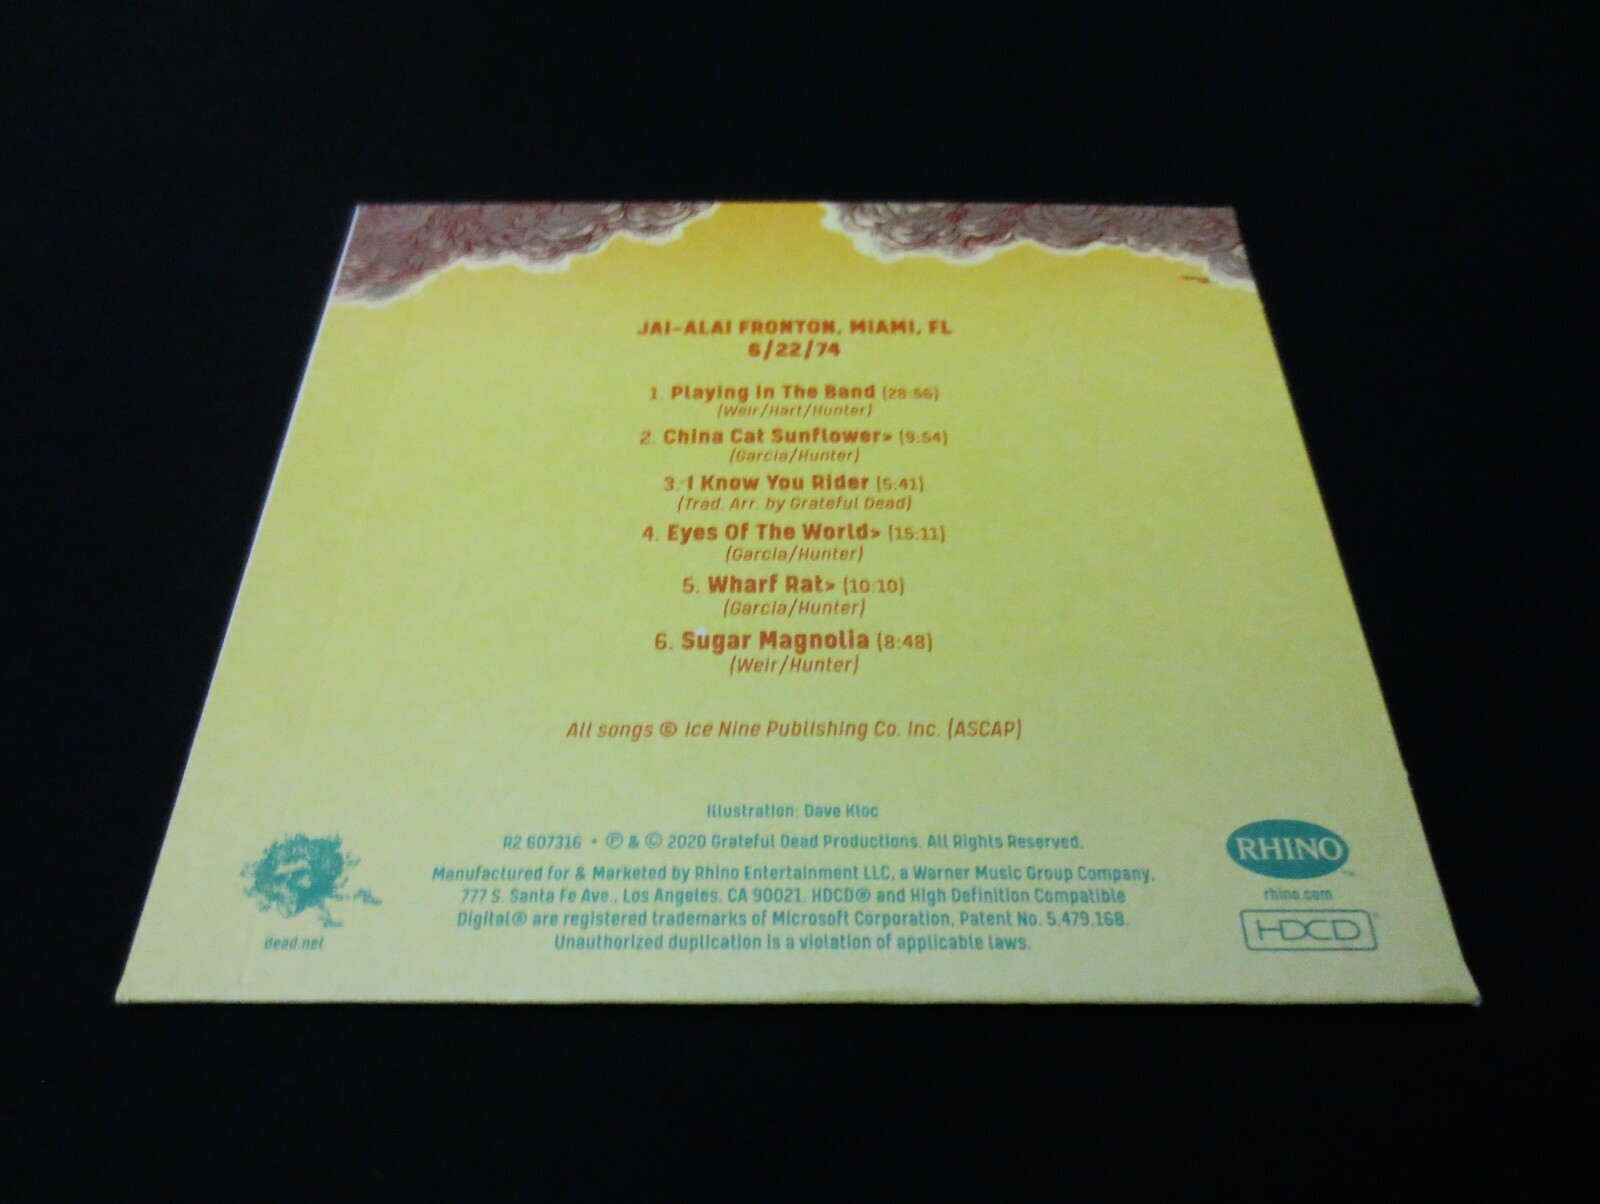 JAI-ALAI FRONTON, MIAMI, FL
6/22/74
1. Playing In The Band (28:56)
(Weir/Hart/Hunter)
2. China Cat Sunflower> (9:54)
(Garcia/Hunter)
3. I Know You Rider (5:41)
(Trad. Arr. by Grateful Dead)
4. Eyes Of The World> (15:11)
(Garcia/Hunter)
5. Wharf Rat> (10:10)
(Garcia/Hunter)
6. Sugar Magnolia (8:48)
(Weir/Hunter)
All songs © Ice Nine Publishing Co. Inc. (ASCAP)
Illustration: Dave Kloc
R2 607316 • ℗ & © 2020 Grateful Dead Productions. All Rights Reserved.
Manufactured for & Marketed by Rhino Entertainment LLC, a Warner Music Group Company,
777 S. Santa Fe Ave., Los Angeles, CA 90021. HDCD® and High Definition Compatible
Digital® are registered trademarks of Microsoft Corporation, Patent No. 5,479,168.
Unauthorized duplication is a violation of applicable laws.
dead.net
RHINO™
rhino.com
HDCD®